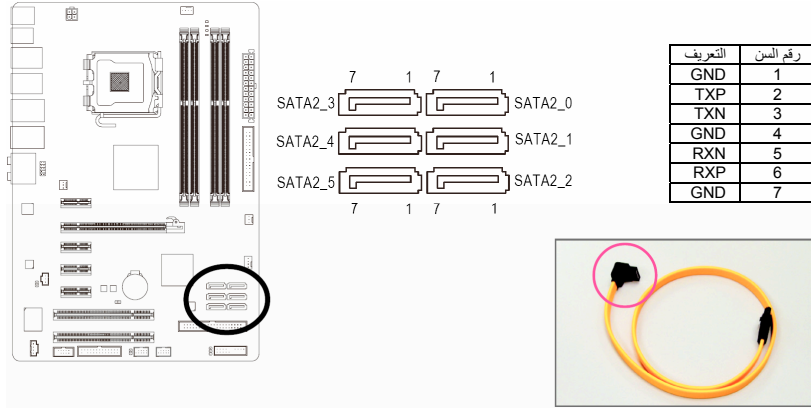 7 1 7 1
SATA2_3 SATA2_0
SATA2_4 SATA2_1
SATA2_5 SATA2_2
7 1 7 1
رقم السن التعريف
1 GND
2 TXP
3 TXN
4 GND
5 RXN
6 RXP
7 GND